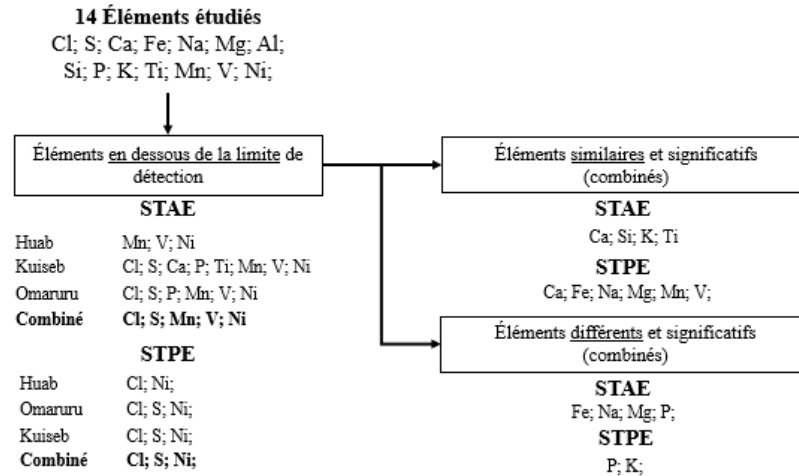 14 Éléments étudiés
Cl; S; Ca; Fe; Na; Mg; Al;
Si; P; K; Ti; Mn; V; Ni;
Éléments en dessous de la limite de
détection
STAE
Huab Mn; V; Ni
Kuiseb Cl; S; Ca; P; Ti; Mn; V; Ni
Omaruru Cl; S; P; Mn; V; Ni
Combiné Cl; S; Mn; V; Ni
STPE
Huab Cl; Ni;
Omaruru Cl; S; Ni;
Kuiseb Cl; S; Ni;
Combiné Cl; S; Ni;
Éléments similaires et significatifs
(combinés)
STAE
Ca; Si; K; Ti
STPE
Ca; Fe; Na; Mg; Mn; V;
Éléments différents et significatifs
(combinés)
STAE
Fe; Na; Mg; P;
STPE
P; K;